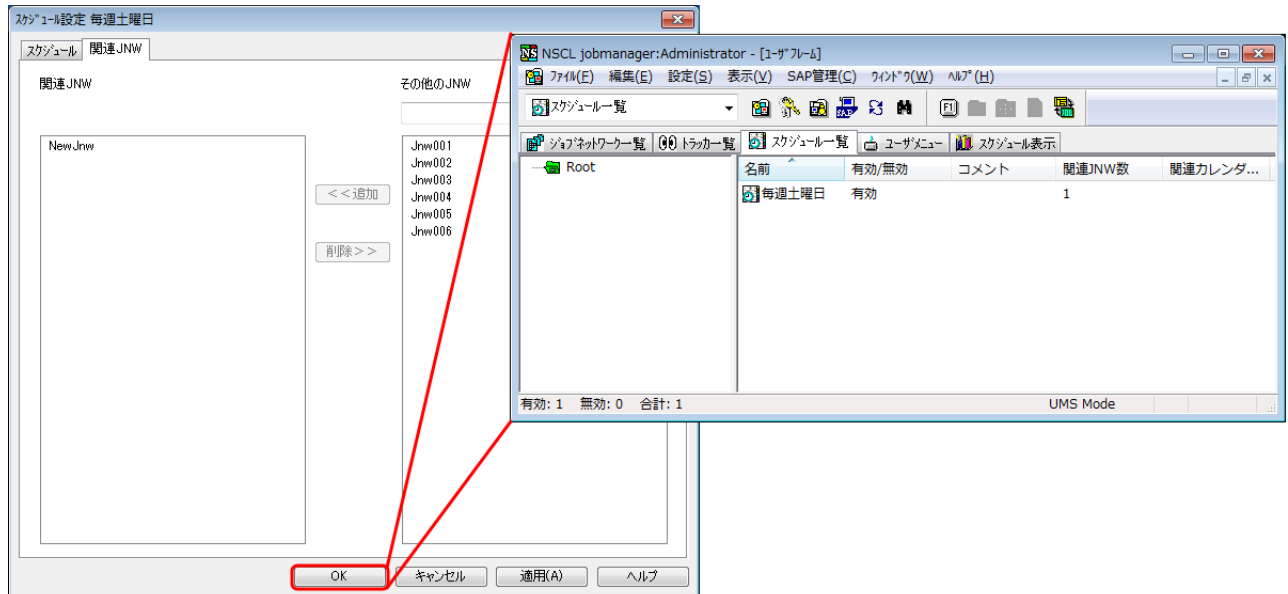 ｽｹｼﾞｭｰﾙ設定 毎週土曜日
スケジュール 関連JNW
関連JNW
その他のJNW
NewJnw
Jnw001
Jnw002
Jnw003
Jnw004
Jnw005
Jnw006
<<追加
削除>>
OK
キャンセル
適用(A)
ヘルプ
NSCL jobmanager:Administrator - [ﾕｰｻﾞﾌﾚｰﾑ]
ﾌｧｲﾙ(F) 編集(E) 設定(S) 表示(V) SAP管理(C) ｳｨﾝﾄﾞｳ(W) ﾍﾙﾌﾟ(H)
スケジュール一覧
ジョブネットワーク一覧 トラッカー一覧 スケジュール一覧 ユーザメニュー スケジュール表示
Root
名前 有効/無効 コメント 関連JNW数 関連カレンダ...
毎週土曜日 有効 1
有効: 1 無効: 0 合計: 1
UMS Mode